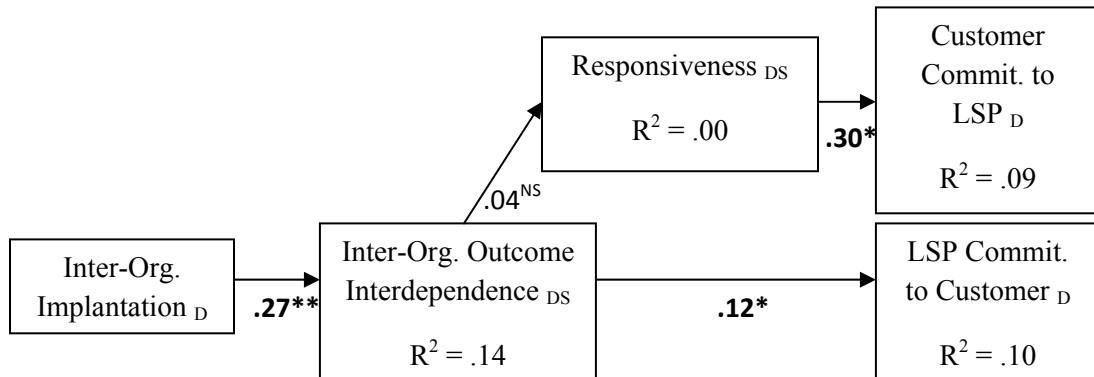 Responsiveness DS
R² = .00
Customer
Commit. to
LSP D
R² = .09
.30*
.04NS
Inter-Org.
Implantation D
.27**
Inter-Org. Outcome
Interdependence DS
R² = .14
.12*
LSP Commit.
to Customer D
R² = .10